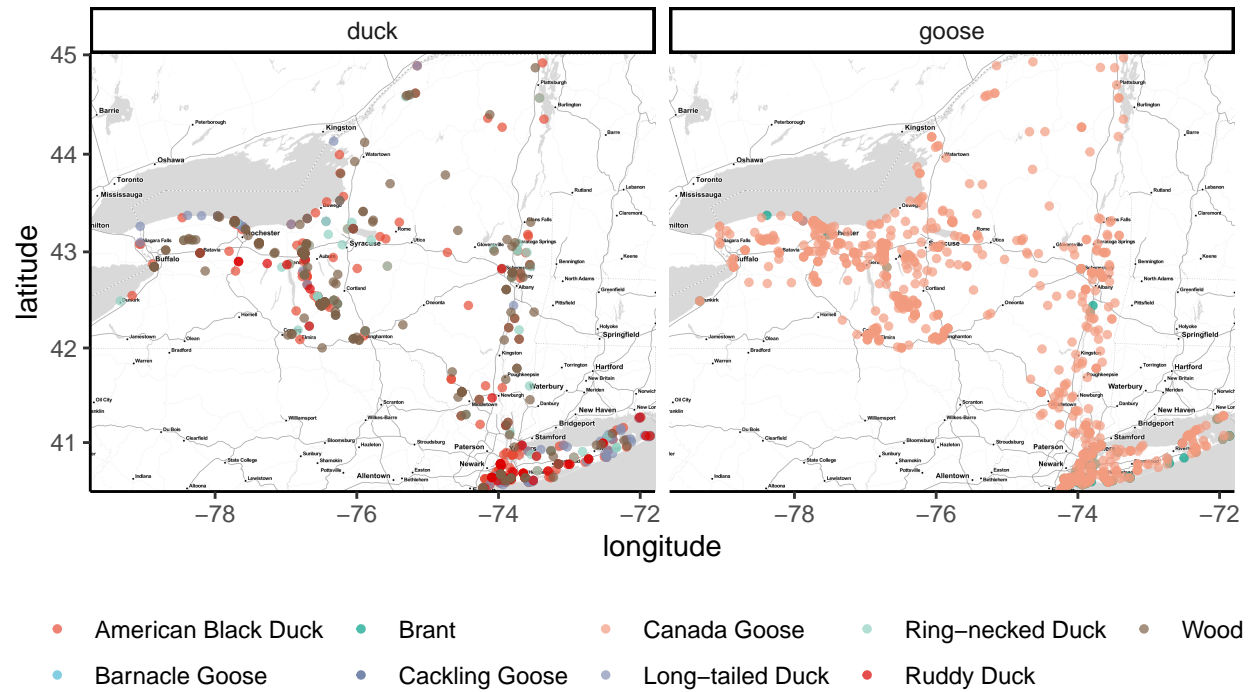 duck goose
45
44
43
42
41
latitude
Barrie
Peterborough
Kingston
Watertown
Oshawa
Toronto
Mississauga
milton
Niagara Falls
Buffalo
Batavia
Rochester
Oswego
Syracuse
Rome
Utica
Auburn
Cortland
Oneonta
Gloversville
Saratoga Springs
Glens Falls
Plattsburgh
Burlington
Barre
Rutland
Lebanon
Claremont
Keene
Bennington
North Adams
Greenfield
Pittsfield
Albany
Holyoke
Springfield
Hornell
Elmira
Jamestown
Olean
Bradford
Warren
Kingston
Poughkeepsie
Torrington
Hartford
New Britain
Waterbury
Meriden
Newburgh
Middletown
Danbury
New Haven
Bridgeport
Stamford
Scranton
Wilkes-Barre
Williamsport
Oil City
Du Bois
Clearfield
Bloomsburg
Hazleton
Stroudsburg
Sunbury
Shamokin
Pottsville
State College
Lewistown
Indiana
Altoona
Allentown
Easton
Bethlehem
Paterson
Newark
−78 −76 −74 −72 −78 −76 −74 −72
longitude
American Black Duck Brant Canada Goose Ring−necked Duck Wood
Barnacle Goose Cackling Goose Long−tailed Duck Ruddy Duck